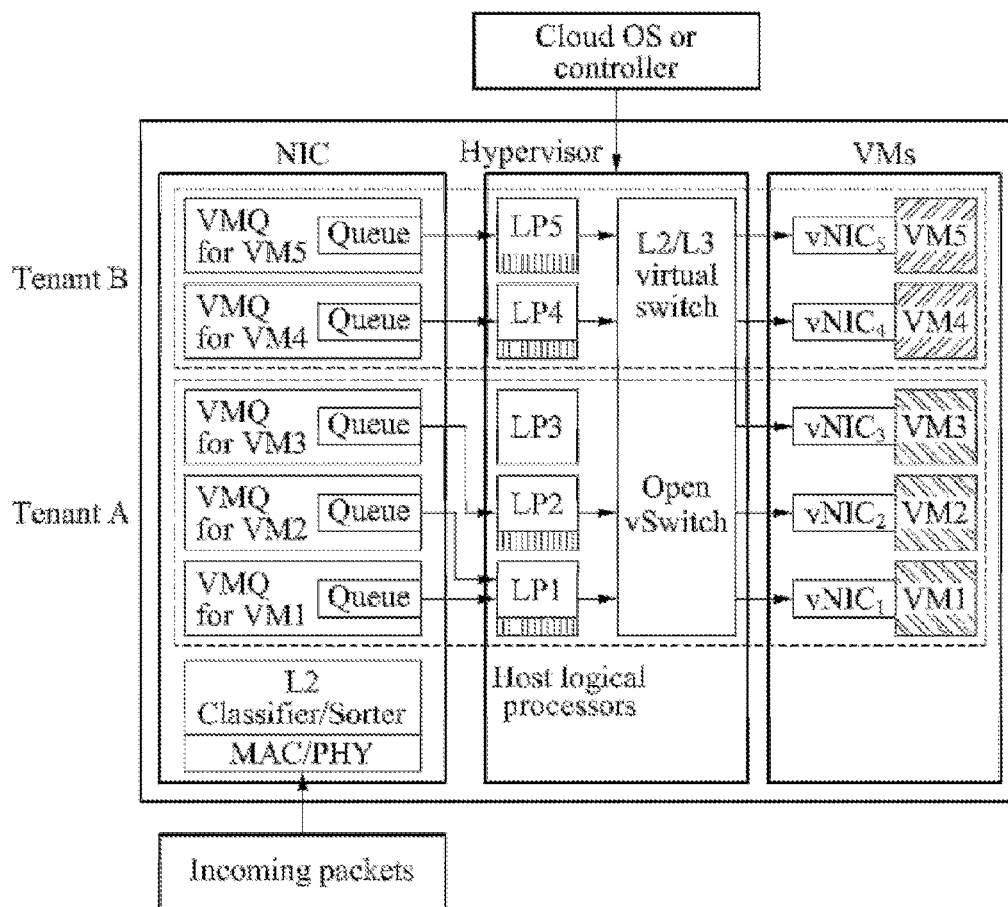 Cloud OS or
controller
NIC
Hypervisor
VMs
Tenant B
VMQ
for VM5
Queue
LP5
L2/L3
virtual
switch
vNIC5
VM5
VMQ
for VM4
Queue
LP4
vNIC4
VM4
Tenant A
VMQ
for VM3
Queue
LP3
vNIC3
VM3
VMQ
for VM2
Queue
LP2
Open
vSwitch
vNIC2
VM2
VMQ
for VM1
Queue
LP1
vNIC1
VM1
L2
Classifier/Sorter
MAC/PHY
Host logical
processors
Incoming packets